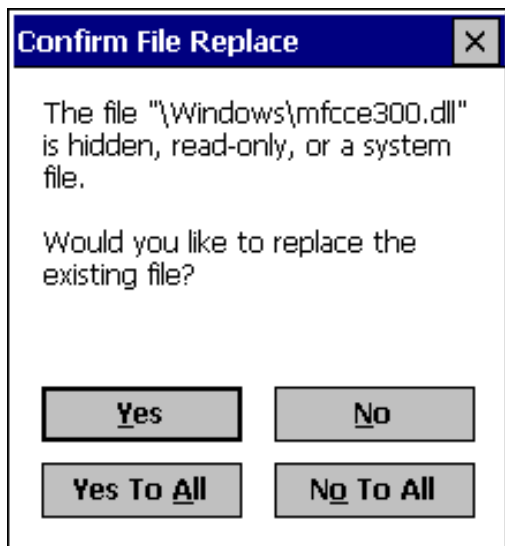 Confirm File Replace
The file "\Windows\mfcce300.dll"
is hidden, read-only, or a system
file.
Would you like to replace the
existing file?
Yes
No
Yes To All
No To All